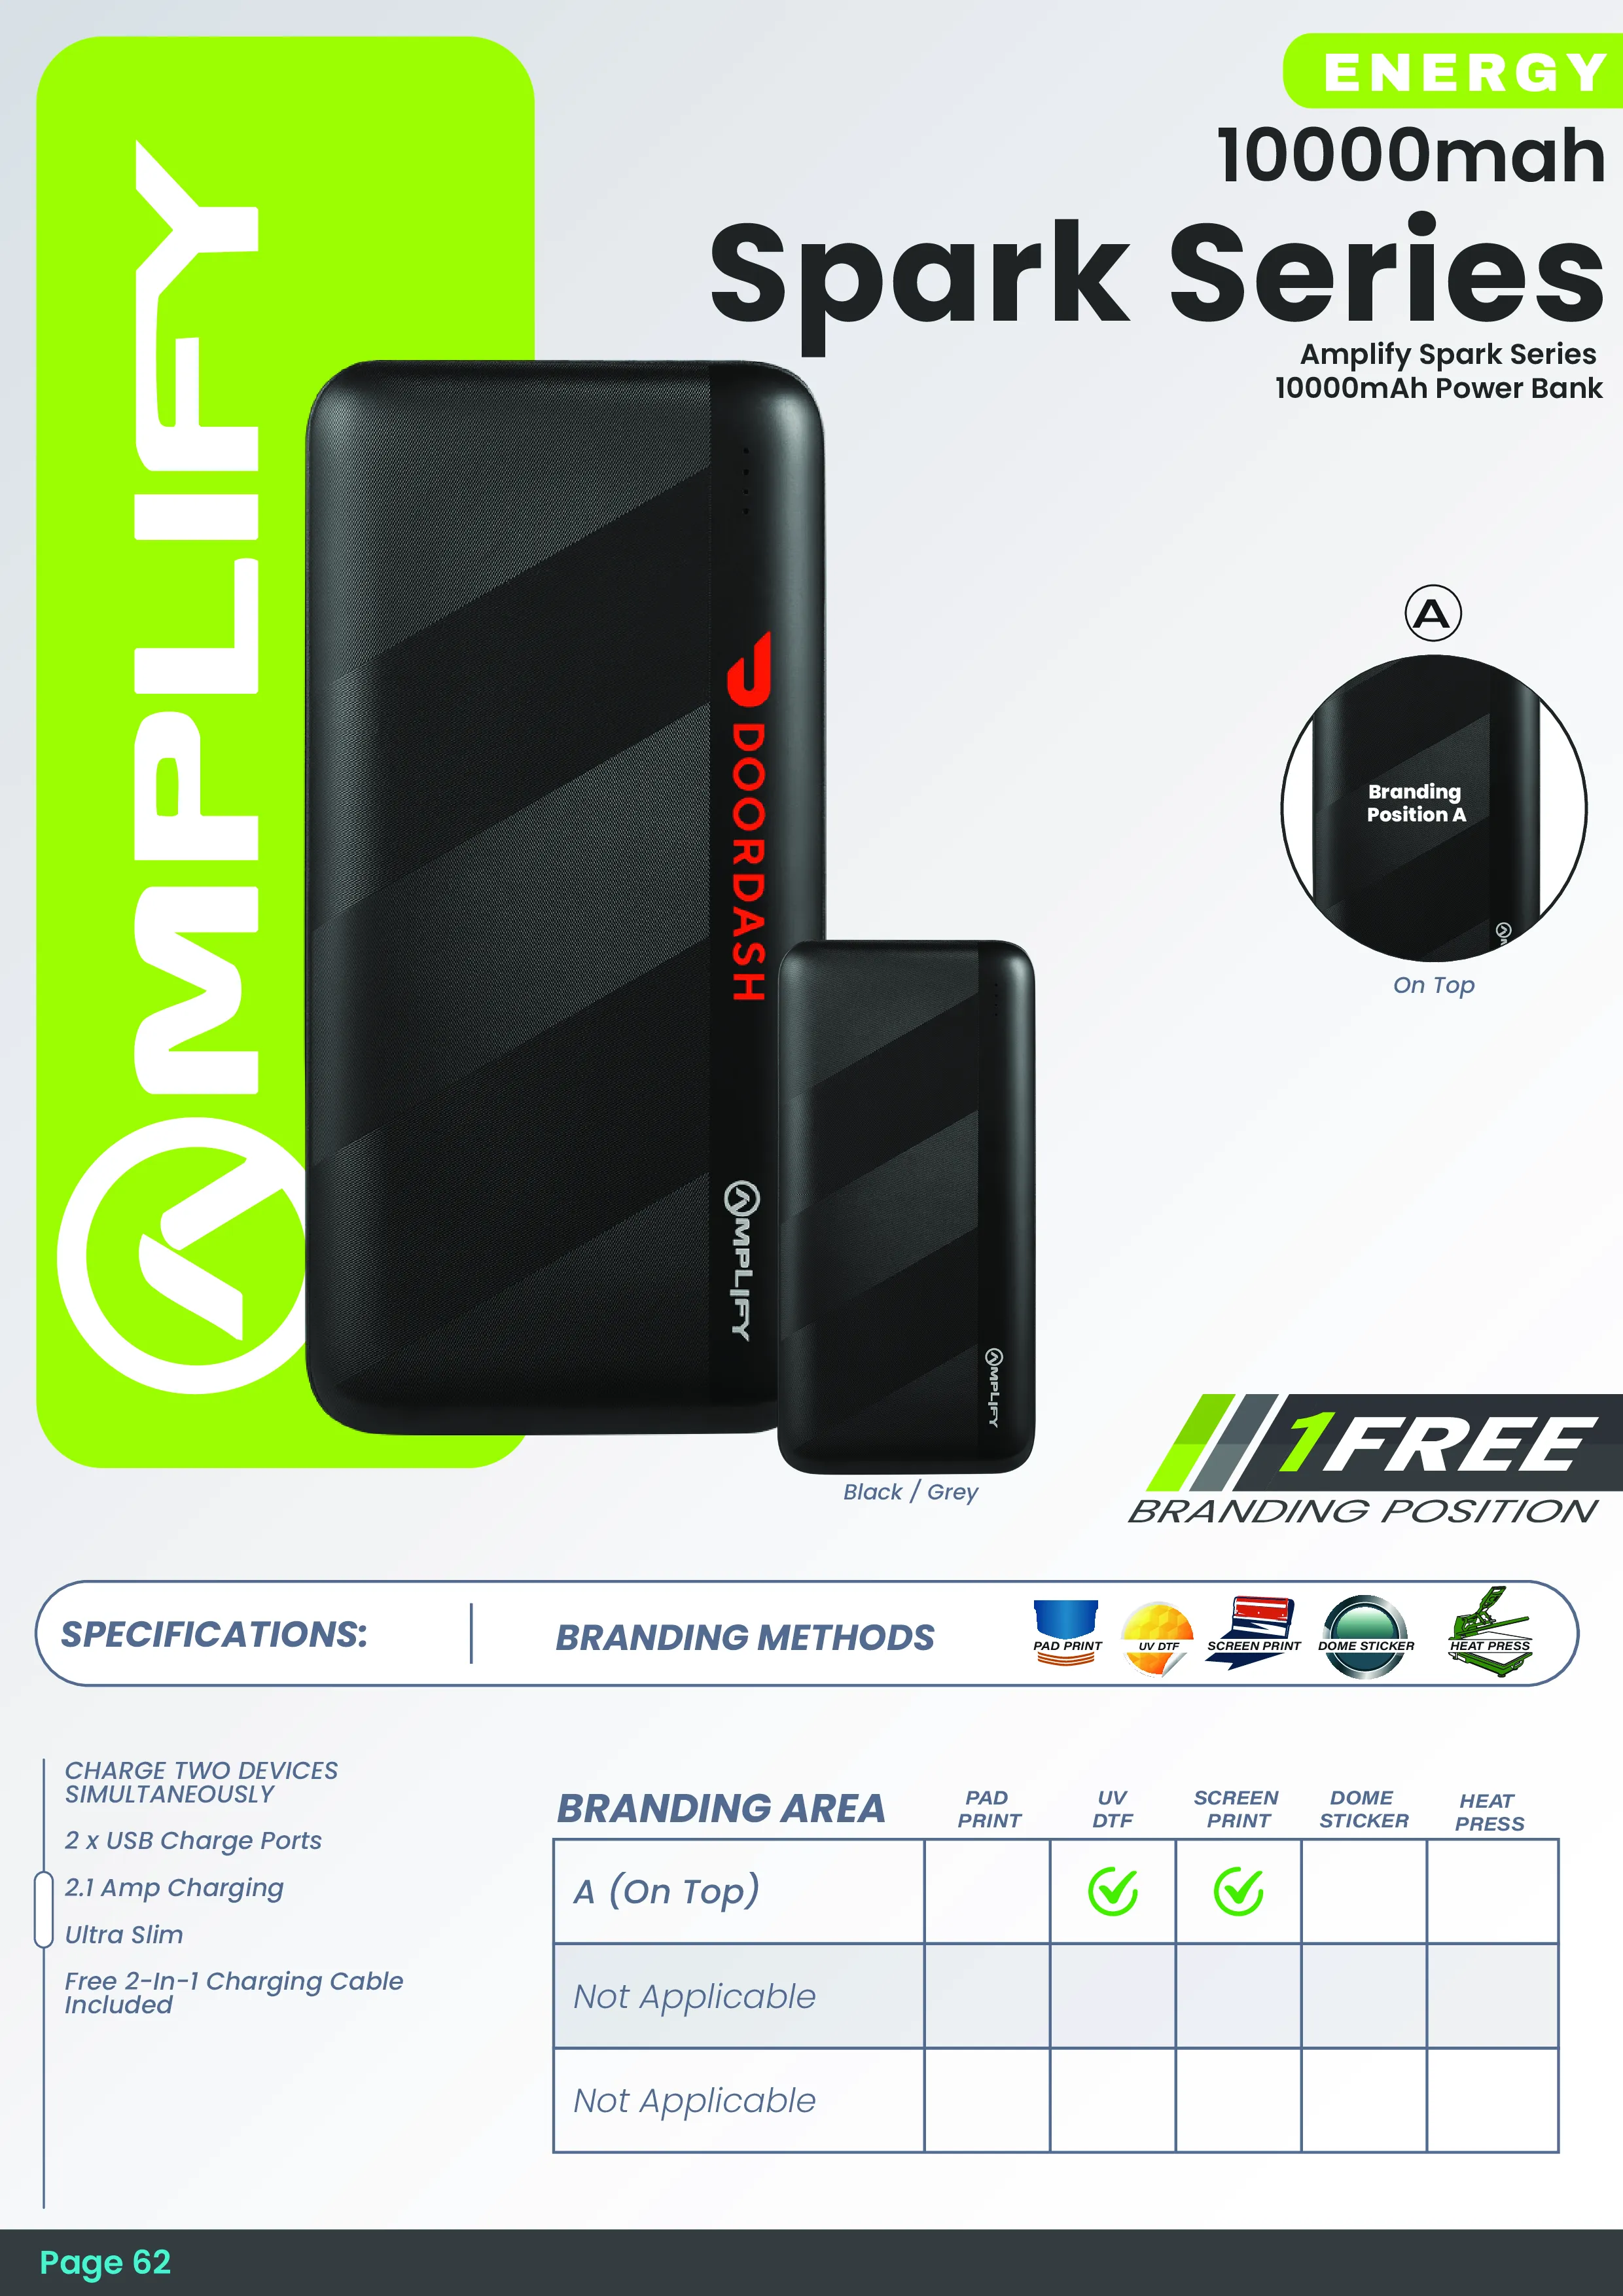 ENERGY
10000mah
Spark Series
Amplify Spark Series
10000mAh Power Bank
AMPLIFY
DOORDASH
AMPLIFY
AMPLIFY
A
Branding
Position A
On Top
Black / Grey
1FREE
BRANDING POSITION
SPECIFICATIONS:
BRANDING METHODS
PAD PRINT
UV DTF
SCREEN PRINT
DOME STICKER
HEAT PRESS
CHARGE TWO DEVICES
SIMULTANEOUSLY
2 x USB Charge Ports
2.1 Amp Charging
Ultra Slim
Free 2-In-1 Charging Cable
Included
BRANDING AREA
PAD
PRINT
UV
DTF
SCREEN
PRINT
DOME
STICKER
HEAT
PRESS
A (On Top)
Not Applicable
Not Applicable
Page 62